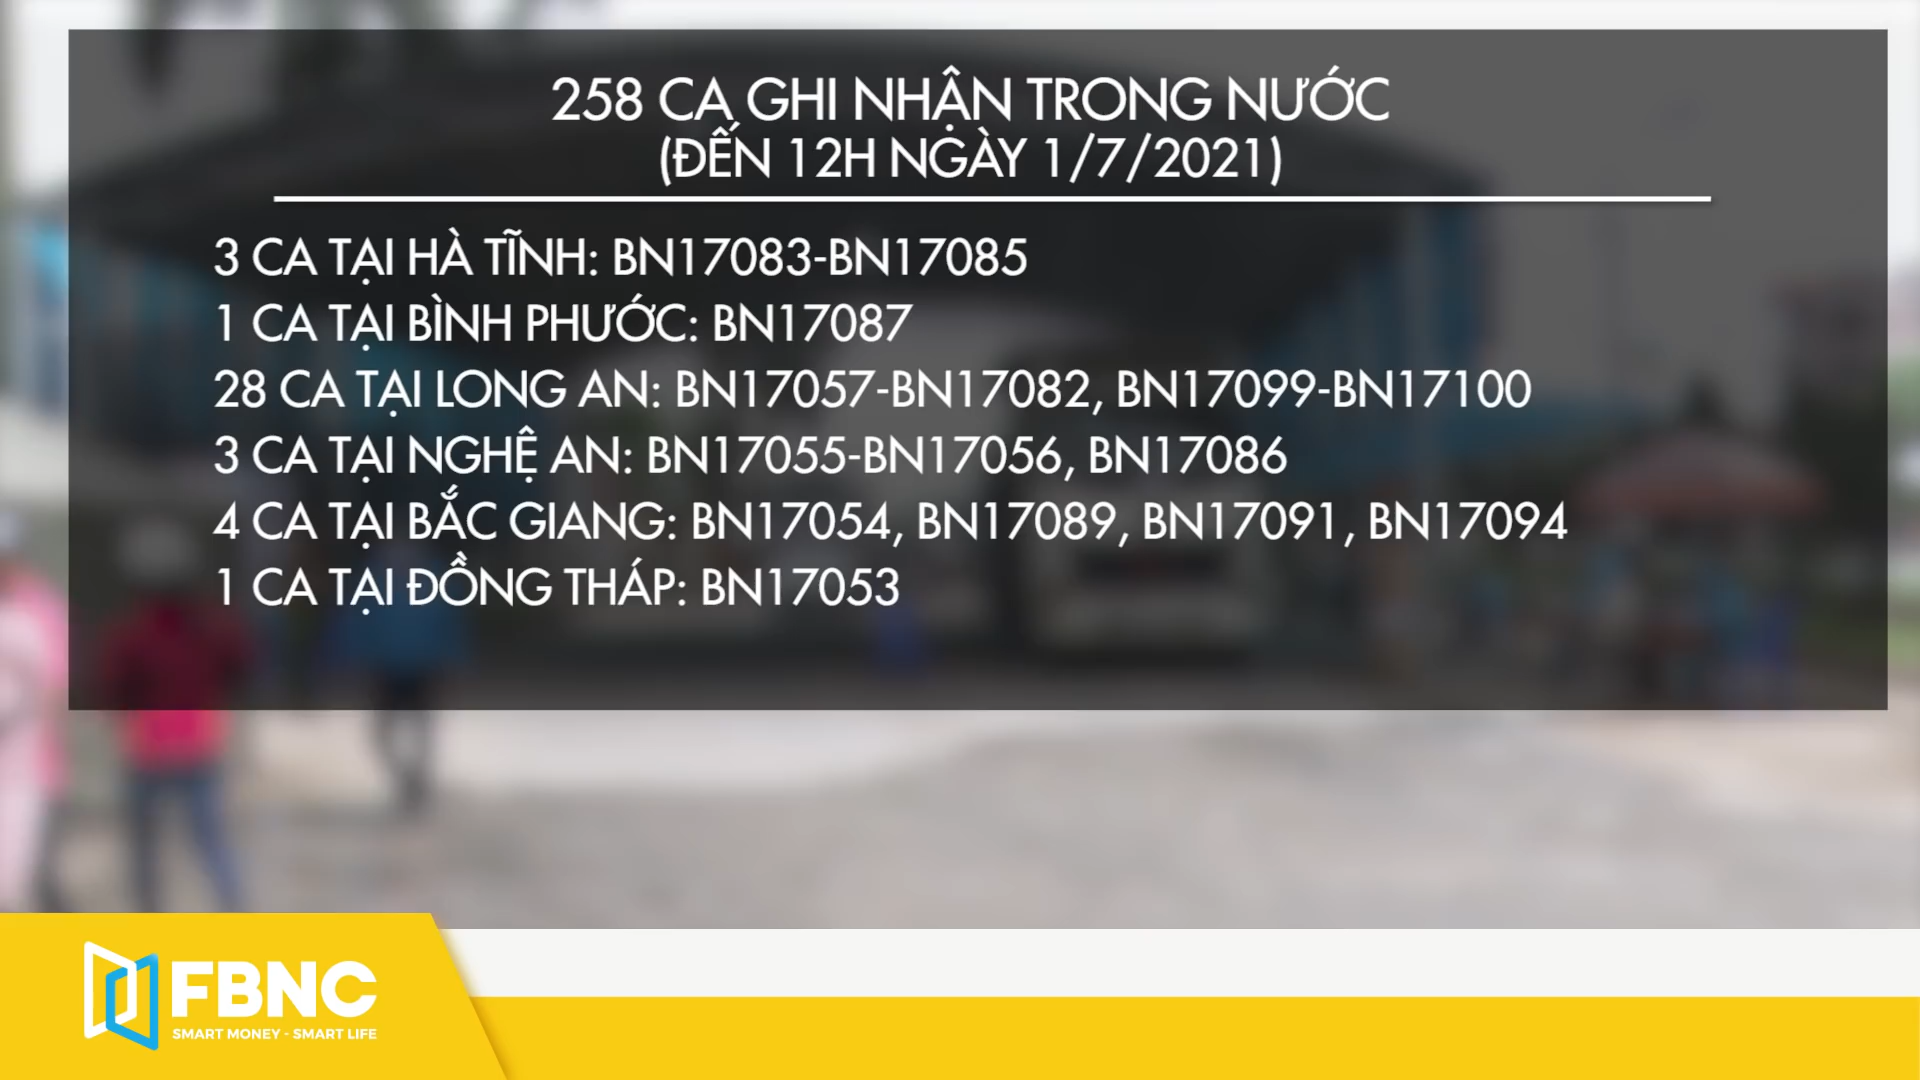 258 CA GHI NHẬN TRONG NƯỚC
(ĐẾN 12H NGÀY 1/7/2021)
3 CA TẠI HÀ TĨNH: BN17083-BN17085
1 CA TẠI BÌNH PHƯỚC: BN17087
28 CA TẠI LONG AN: BN17057-BN17082, BN17099-BN17100
3 CA TẠI NGHỆ AN: BN17055-BN17056, BN17086
4 CA TẠI BẮC GIANG: BN17054, BN17089, BN17091, BN17094
1 CA TẠI ĐỒNG THÁP: BN17053
FBNC
SMART MONEY - SMART LIFE